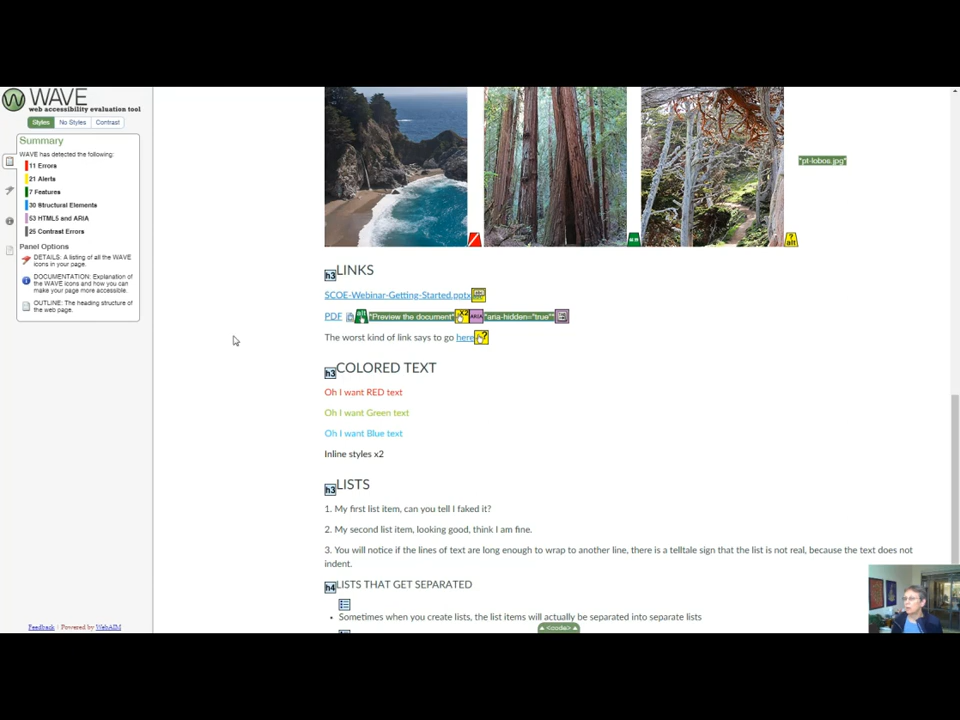 WAVE
web accessibility evaluation tool
Styles No Styles Contrast
Summary
WAVE has detected the following:
11 Errors
21 Alerts
7 Features
30 Structural Elements
53 HTML5 and ARIA
25 Contrast Errors
Panel Options
DETAILS: A listing of all the WAVE
icons in your page.
DOCUMENTATION: Explanation of
the WAVE icons and how you can
make your page more accessible.
OUTLINE: The heading structure of
the web page.
Feedback | Powered by WebAIM
"pt-lobos.jpg"
? alt
h3 LINKS
SCOE-Webinar-Getting-Started.pptx
PDF alt "Preview the document" ARIA "aria-hidden="true""
The worst kind of link says to go here ?
h3 COLORED TEXT
Oh I want RED text
Oh I want Green text
Oh I want Blue text
Inline styles x2
h3 LISTS
1. My first list item, can you tell I faked it?
2. My second list item, looking good, think I am fine.
3. You will notice if the lines of text are long enough to wrap to another line, there is a telltale sign that the list is not real, because the text does not
indent.
h4 LISTS THAT GET SEPARATED
• Sometimes when you create lists, the list items will actually be separated into separate lists
<code>